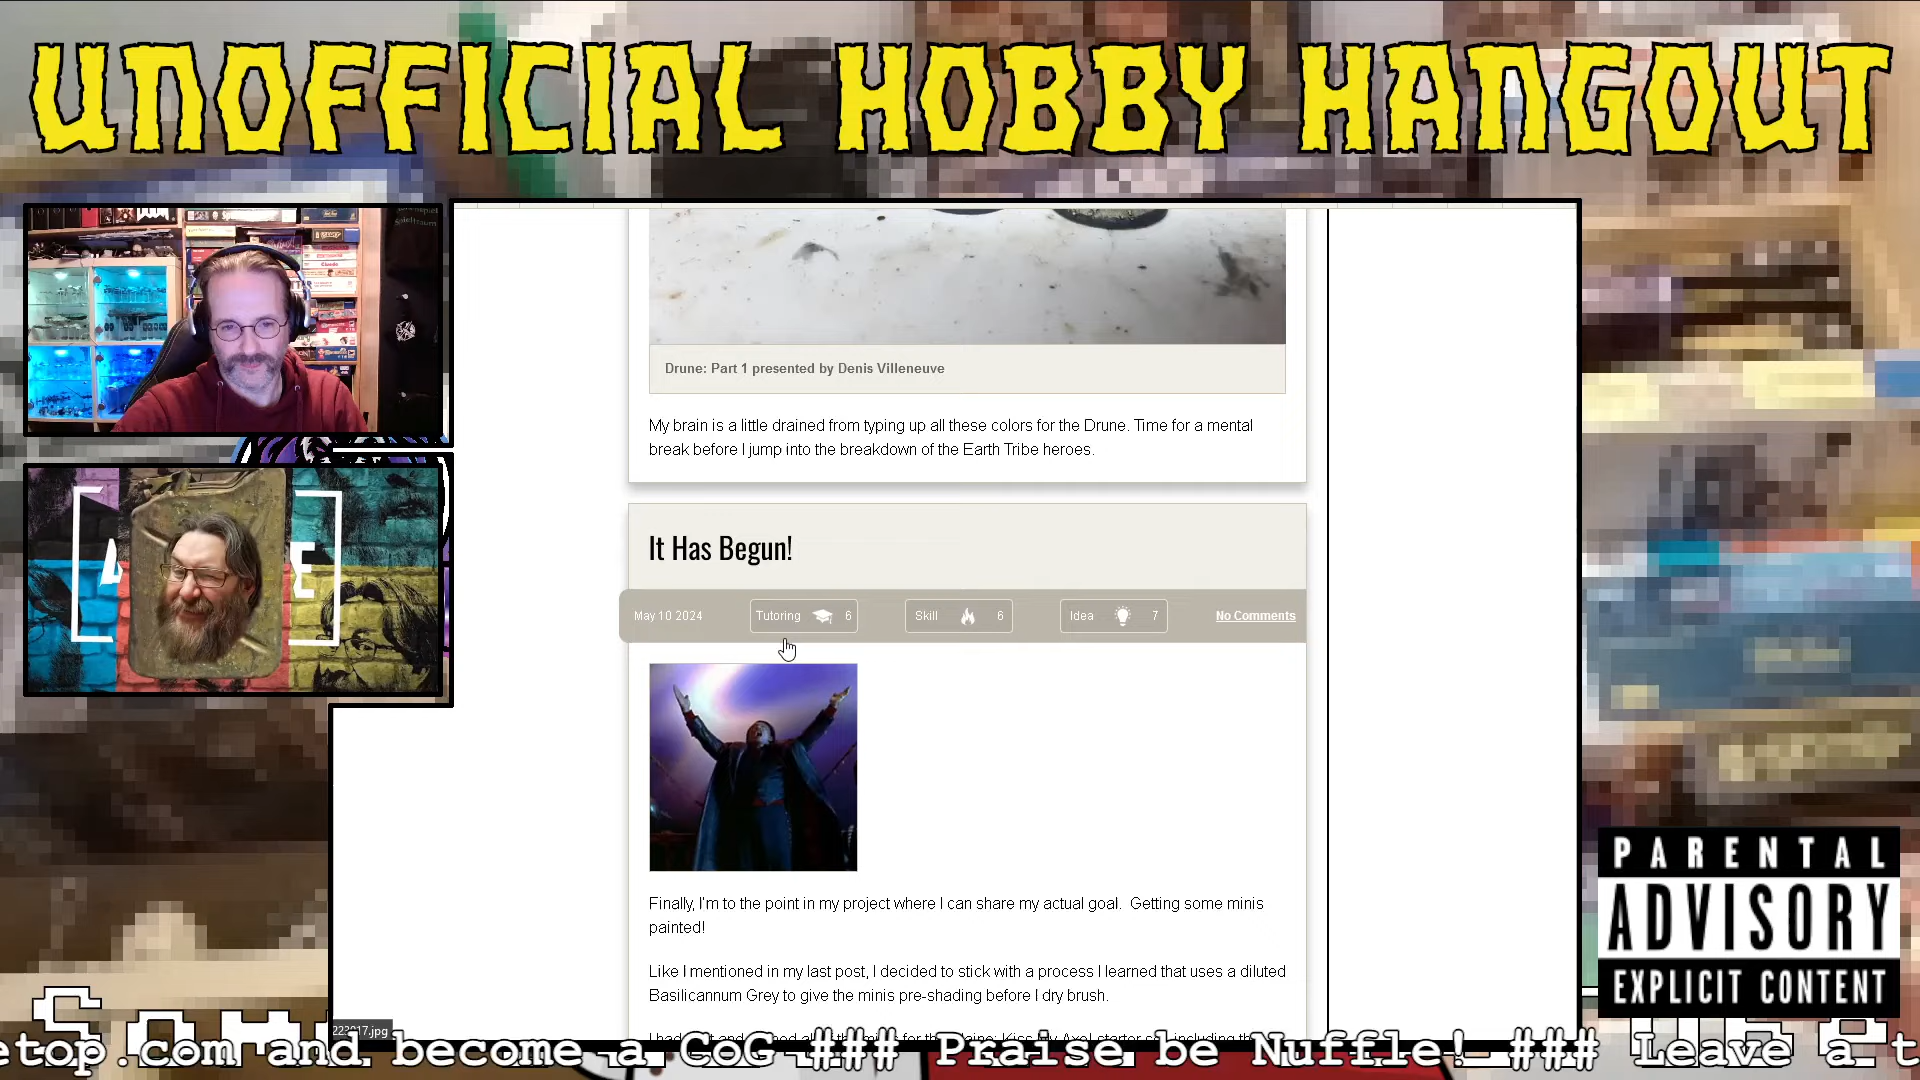 UNOFFICIAL HOBBY HANGOUT
DOOM
Drune: Part 1 presented by Denis Villeneuve
My brain is a little drained from typing up all these colors for the Drune. Time for a mental
break before I jump into the breakdown of the Earth Tribe heroes.
It Has Begun!
May 10 2024
Tutoring 6
Skill 6
Idea 7
No Comments
Finally, I'm to the point in my project where I can share my actual goal. Getting some minis
painted!
Like I mentioned in my last post, I decided to stick with a process I learned that uses a diluted
Basilicannum Grey to give the minis pre-shading before I dry brush.
PARENTAL
ADVISORY
EXPLICIT CONTENT
etop.com and become a CoG ### Praise be Nuffle! ### Leave a t